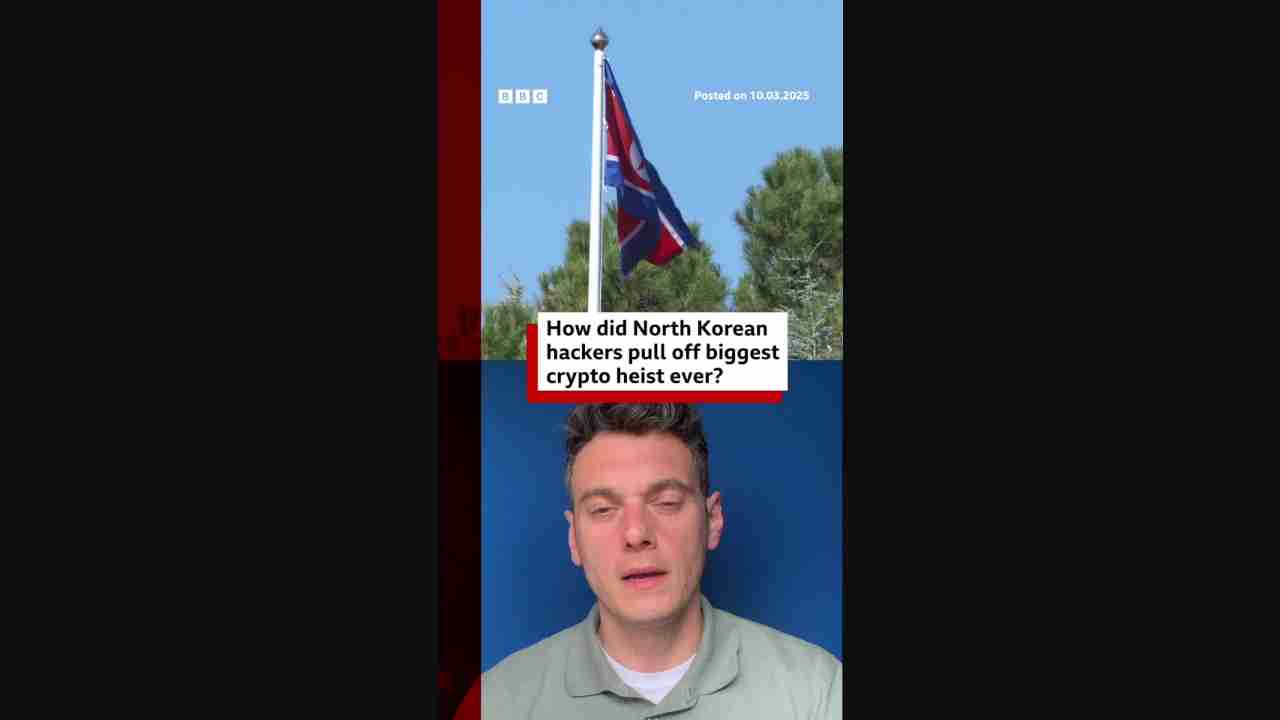 BBC
Posted on 10.03.2025
How did North Korean
hackers pull off biggest
crypto heist ever?